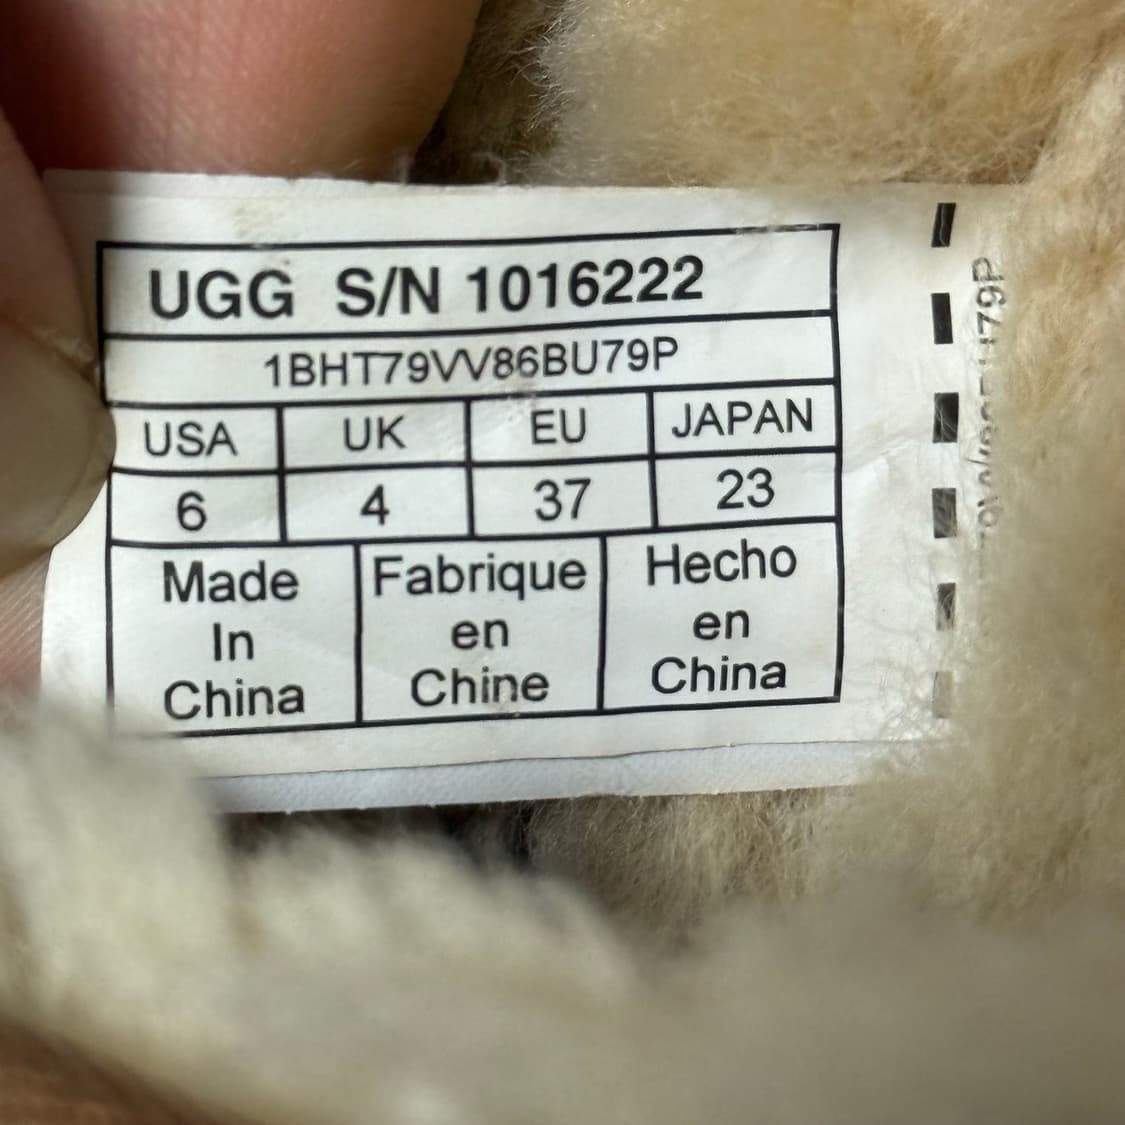 UGG S/N 1016222
1BHT79VV86BU79P
USA UK EU JAPAN
6 4 37 23
Made Fabrique Hecho
In en en
China Chine China